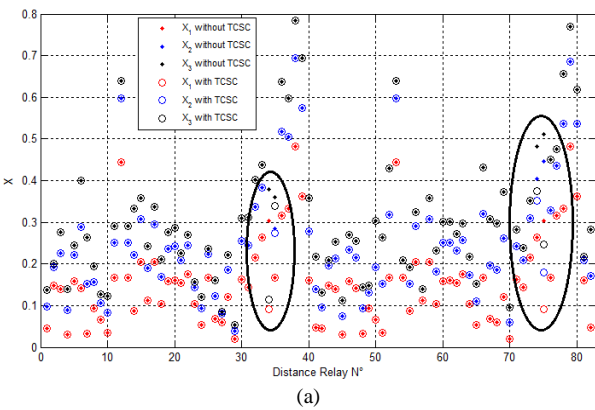 0.8
0.7
0.6
0.5
0.4
0.3
0.2
0.1
0
X
X₁ without TCSC
X₂ without TCSC
X₃ without TCSC
X₁ with TCSC
X₂ with TCSC
X₃ with TCSC
0 10 20 30 40 50 60 70 80
Distance Relay N°
(a)